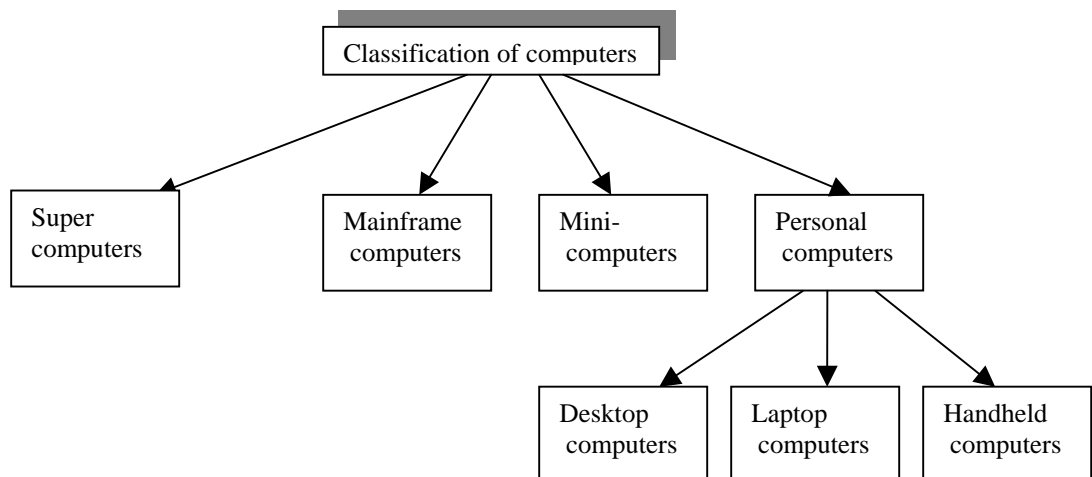 Classification of computers
Super
computers
Mainframe
computers
Mini-
computers
Personal
computers
Desktop
computers
Laptop
computers
Handheld
computers